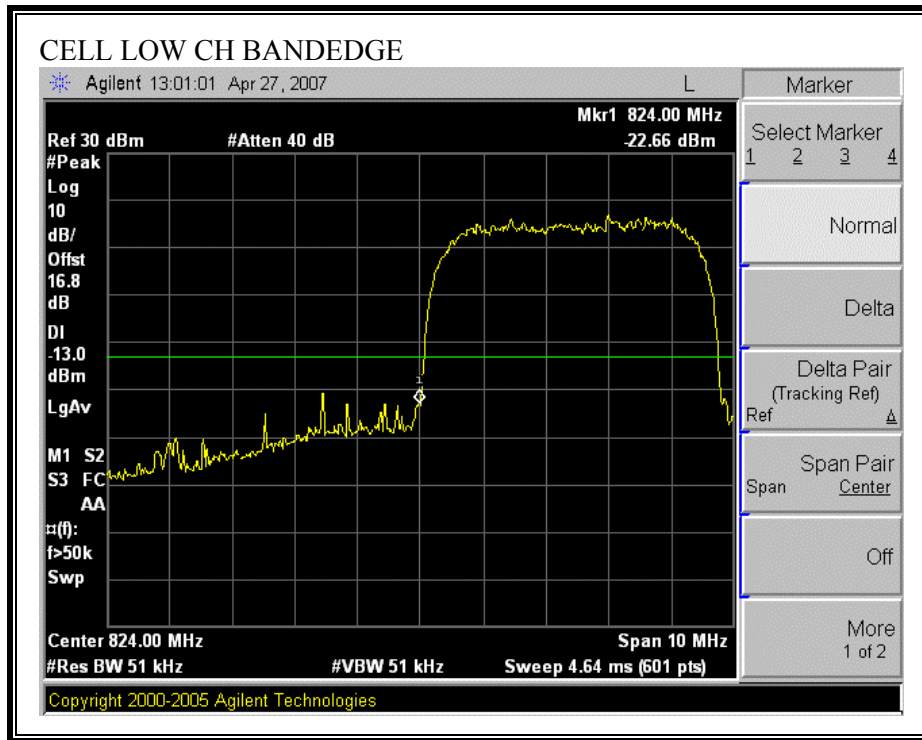 CELL LOW CH BANDEDGE
Agilent 13:01:01 Apr 27, 2007 L
Mkr1 824.00 MHz
Ref 30 dBm #Atten 40 dB -22.66 dBm
#Peak
Log
10
dB/
Offst
16.8
dB
DI
-13.0
dBm
LgAv
M1 S2
S3 FC
AA
¤(f):
f>50k
Swp
1
Center 824.00 MHz Span 10 MHz
#Res BW 51 kHz #VBW 51 kHz Sweep 4.64 ms (601 pts)
Copyright 2000-2005 Agilent Technologies
Marker
Select Marker
1 2 3 4
Normal
Delta
Delta Pair
(Tracking Ref)
Ref Δ
Span Pair
Span Center
Off
More
1 of 2